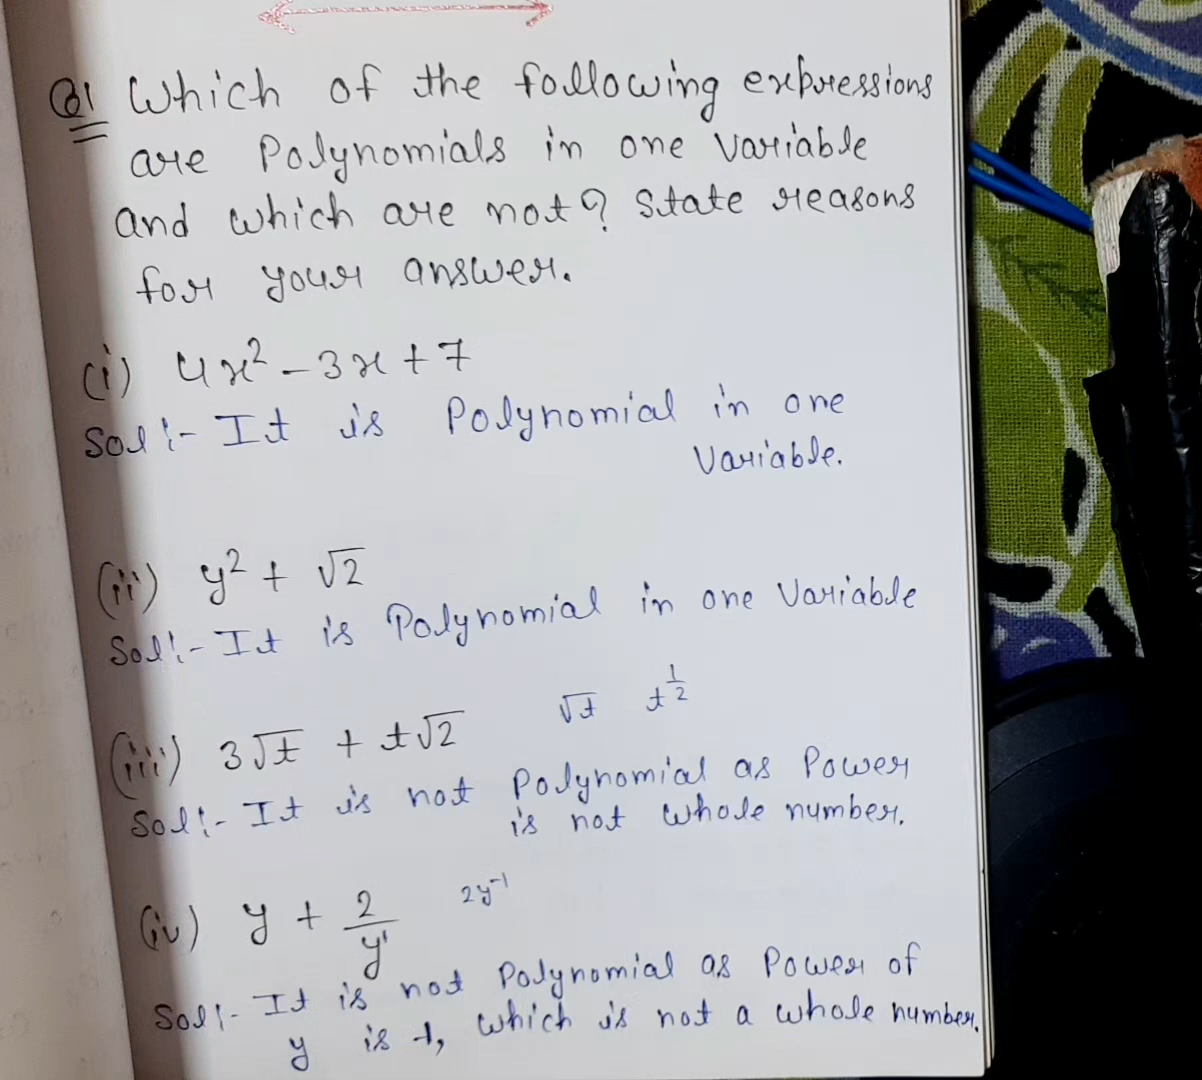 Q1 Which of the following expressions
are Polynomials in one Variable
and which are not? State reasons
for your answer.
(i) 4x² - 3x + 7
Sol:- It is Polynomial in one
Variable.
(ii) y² + √2
Sol:- It is Polynomial in one Variable
(iii) 3√t + t√2 √t t^1/2
Sol:- It is not Polynomial as Power
is not whole number.
(iv) y + 2/y¹ 2y⁻¹
Sol:- It is not Polynomial as Power of
y is -1, which is not a whole number.